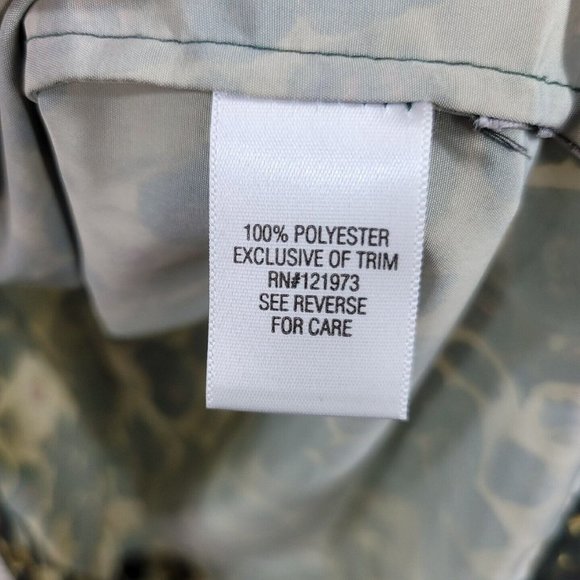 100% POLYESTER
EXCLUSIVE OF TRIM
RN#121973
SEE REVERSE
FOR CARE